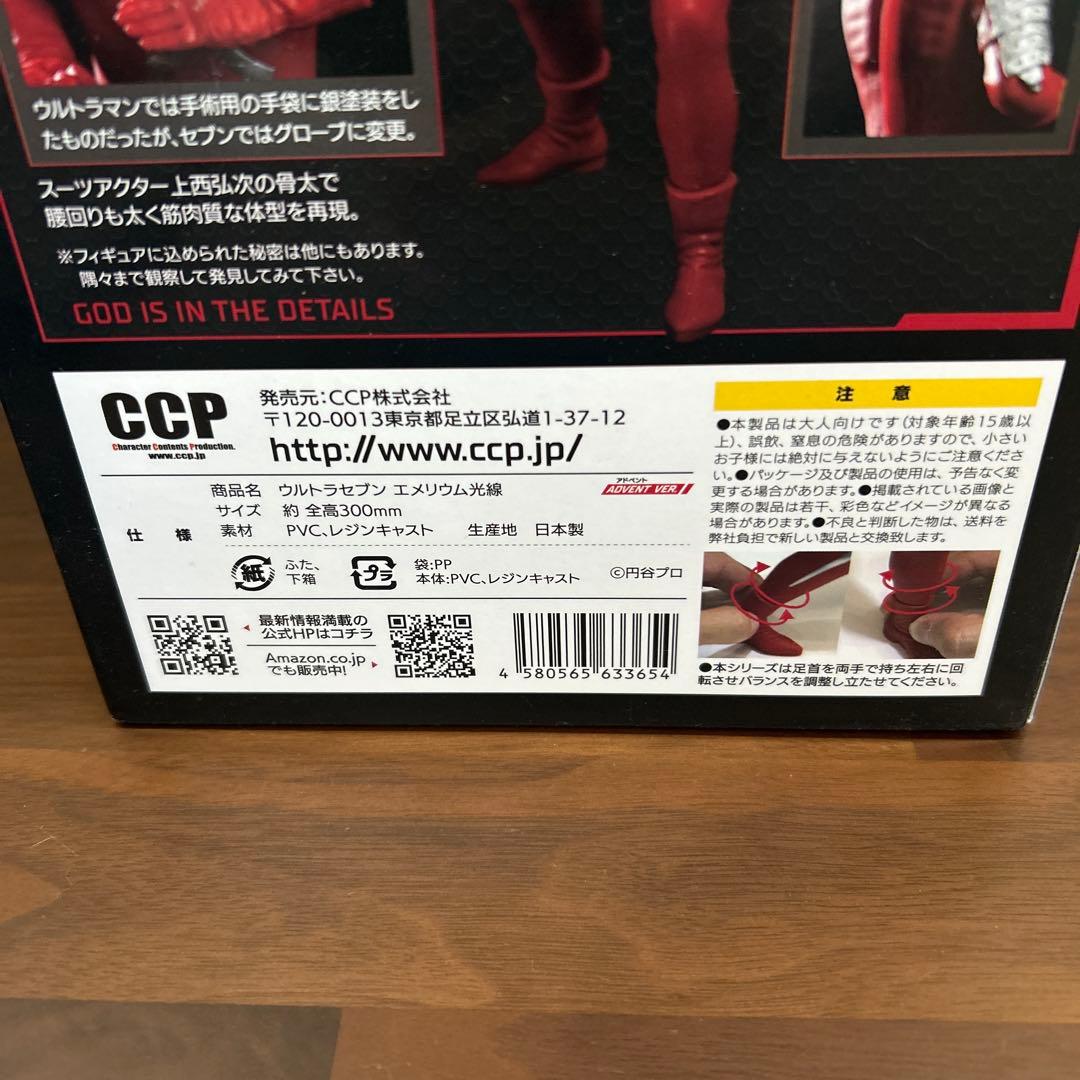 ウルトラマンでは手術用の手袋に銀塗装をし
たものだったが、セブンではグローブに変更。
スーツアクター上西弘次の骨太で
腰回りも太く筋肉質な体型を再現。
※フィギュアに込められた秘密は他にもあります。
隅々まで観察して発見してみて下さい。
GOD IS IN THE DETAILS
CCP
Character Contents Production.
www.ccp.jp
発売元:CCP株式会社
〒120-0013東京都足立区弘道1-37-12
http://www.ccp.jp/
仕様
商品名 ウルトラセブン エメリウム光線
アドベント
ADVENT VER.
サイズ 約 全高300mm
素材 PVC、レジンキャスト 生産地 日本製
紙
ふた、
下箱
プラ
袋:PP
本体:PVC、レジンキャスト
©円谷プロ
最新情報満載の
公式HPはコチラ
Amazon.co.jp
でも販売中!
4 580565 633654
注意
●本製品は大人向けです(対象年齢15歳以
上)、誤飲、窒息の危険がありますので、小さい
お子様には絶対に与えないようにご注意くださ
い。●パッケージ及び製品の使用は、予告なく変
更する場合があります。●掲載されている画像と
実際の製品は若干、彩色などイメージが異なる
場合があります。●不良と判断した物は、送料を
弊社負担で新しい製品と交換致します。
●本シリーズは足首を両手で持ち左右に回
転させバランスを調整し立たせてください。